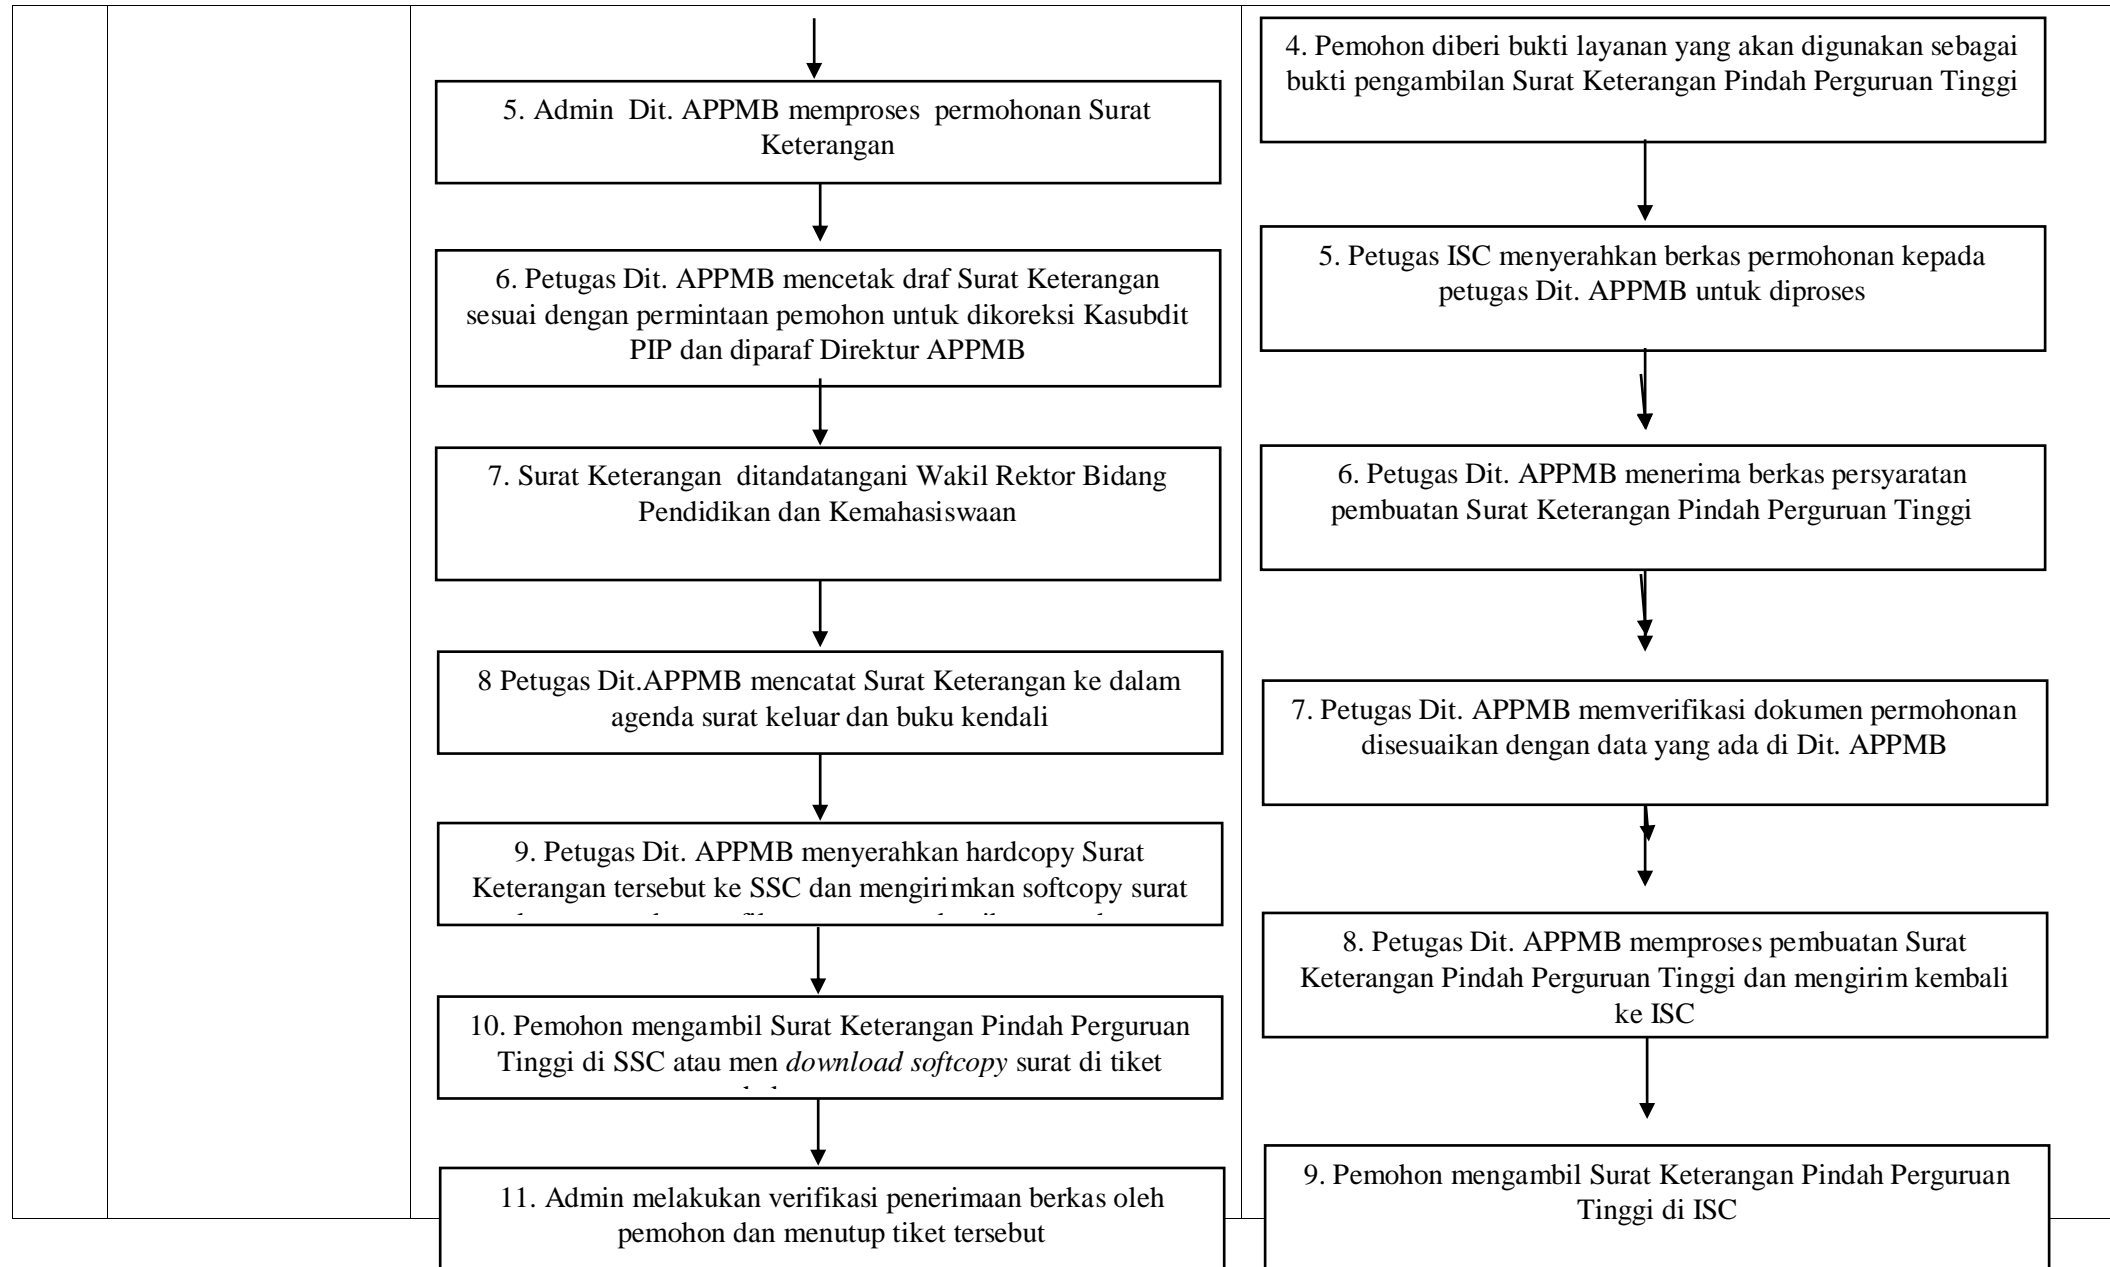 5. Admin  Dit. APPMB memproses  permohonan Surat
Keterangan
6. Petugas Dit. APPMB mencetak draf Surat Keterangan
sesuai dengan permintaan pemohon untuk dikoreksi Kasubdit
PIP dan diparaf Direktur APPMB
7. Surat Keterangan  ditandatangani Wakil Rektor Bidang
Pendidikan dan Kemahasiswaan
8 Petugas Dit.APPMB mencatat Surat Keterangan ke dalam
agenda surat keluar dan buku kendali
9. Petugas Dit. APPMB menyerahkan hardcopy Surat
Keterangan tersebut ke SSC dan mengirimkan softcopy surat
10. Pemohon mengambil Surat Keterangan Pindah Perguruan
Tinggi di SSC atau men download softcopy surat di tiket
11. Admin melakukan verifikasi penerimaan berkas oleh
pemohon dan menutup tiket tersebut
4. Pemohon diberi bukti layanan yang akan digunakan sebagai
bukti pengambilan Surat Keterangan Pindah Perguruan Tinggi
5. Petugas ISC menyerahkan berkas permohonan kepada
petugas Dit. APPMB untuk diproses
6. Petugas Dit. APPMB menerima berkas persyaratan
pembuatan Surat Keterangan Pindah Perguruan Tinggi
7. Petugas Dit. APPMB memverifikasi dokumen permohonan
disesuaikan dengan data yang ada di Dit. APPMB
8. Petugas Dit. APPMB memproses pembuatan Surat
Keterangan Pindah Perguruan Tinggi dan mengirim kembali
ke ISC
9. Pemohon mengambil Surat Keterangan Pindah Perguruan
Tinggi di ISC